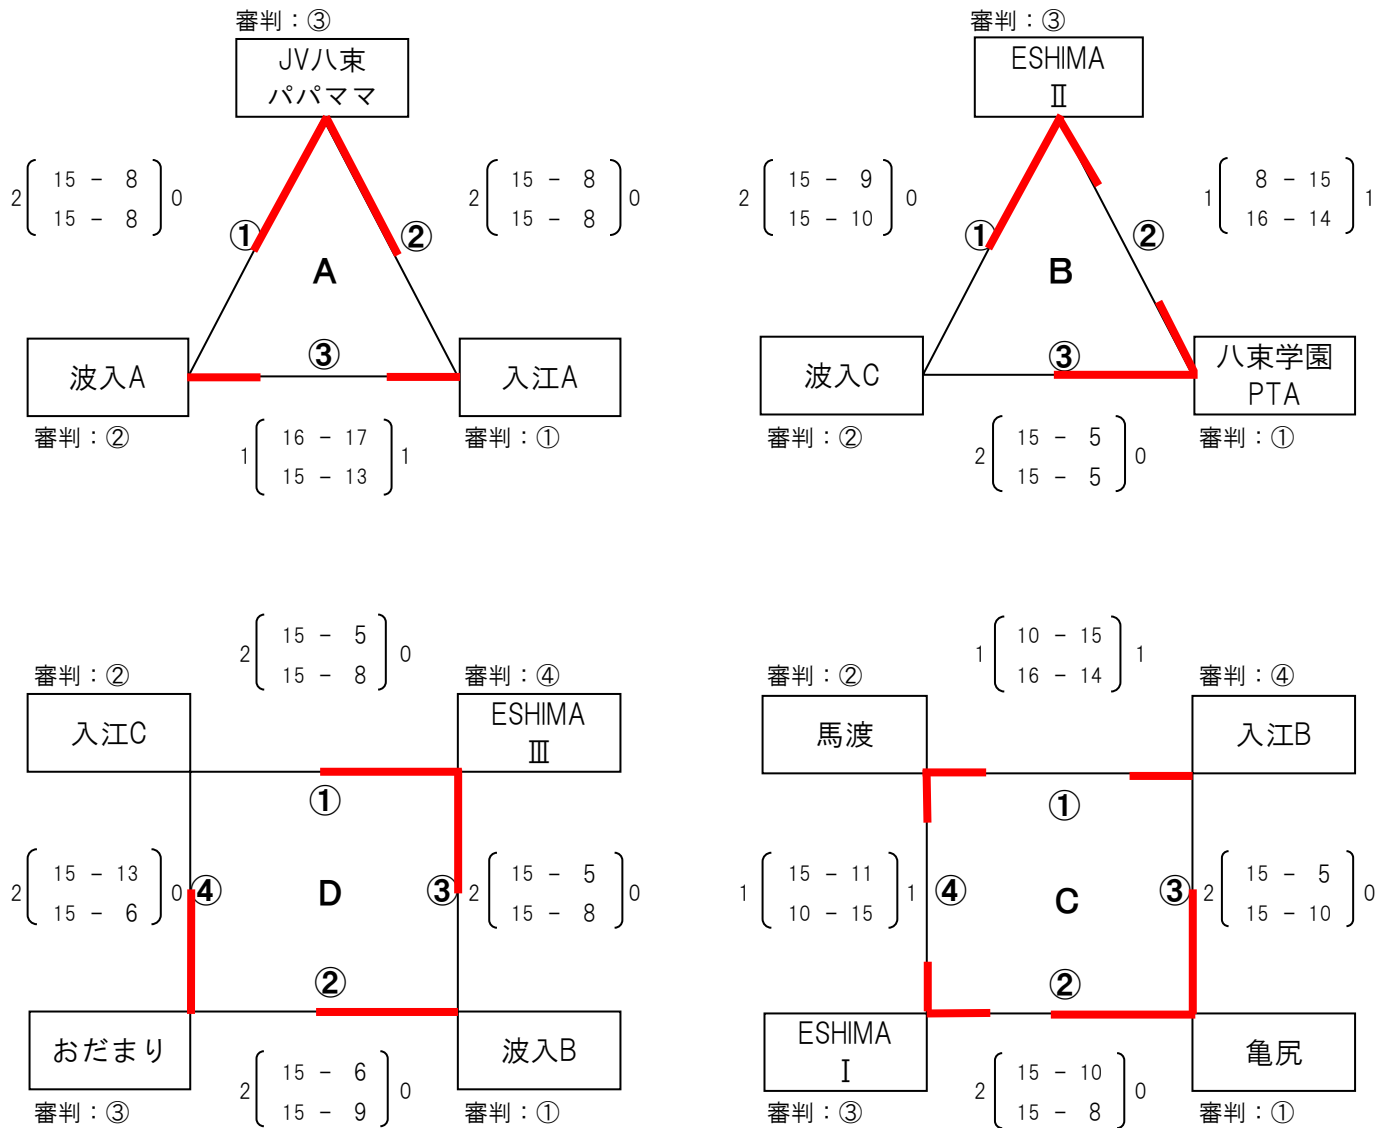 審判：③
JV八束
パパママ
2 15 － 8 0
15 － 8
2 15 － 8 0
15 － 8
①
②
A
③
波入A
入江A
審判：②
審判：①
1 16 － 17 1
15 － 13
審判：③
ESHIMA
Ⅱ
2 15 － 9 0
15 － 10
1 8 － 15 1
16 － 14
①
②
B
③
波入C
八束学園
PTA
審判：②
審判：①
2 15 － 5 0
15 － 5
2 15 － 5 0
15 － 8
審判：②
審判：④
入江C
ESHIMA
Ⅲ
①
2 15 － 13 0
15 － 6
④
D
③
2 15 － 5 0
15 － 8
②
おだまり
波入B
審判：③
審判：①
2 15 － 6 0
15 － 9
1 10 － 15 1
16 － 14
審判：②
審判：④
馬渡
入江B
①
1 15 － 11 1
10 － 15
④
C
③
2 15 － 5 0
15 － 10
②
ESHIMA
Ⅰ
亀尻
審判：③
審判：①
2 15 － 10 0
15 － 8